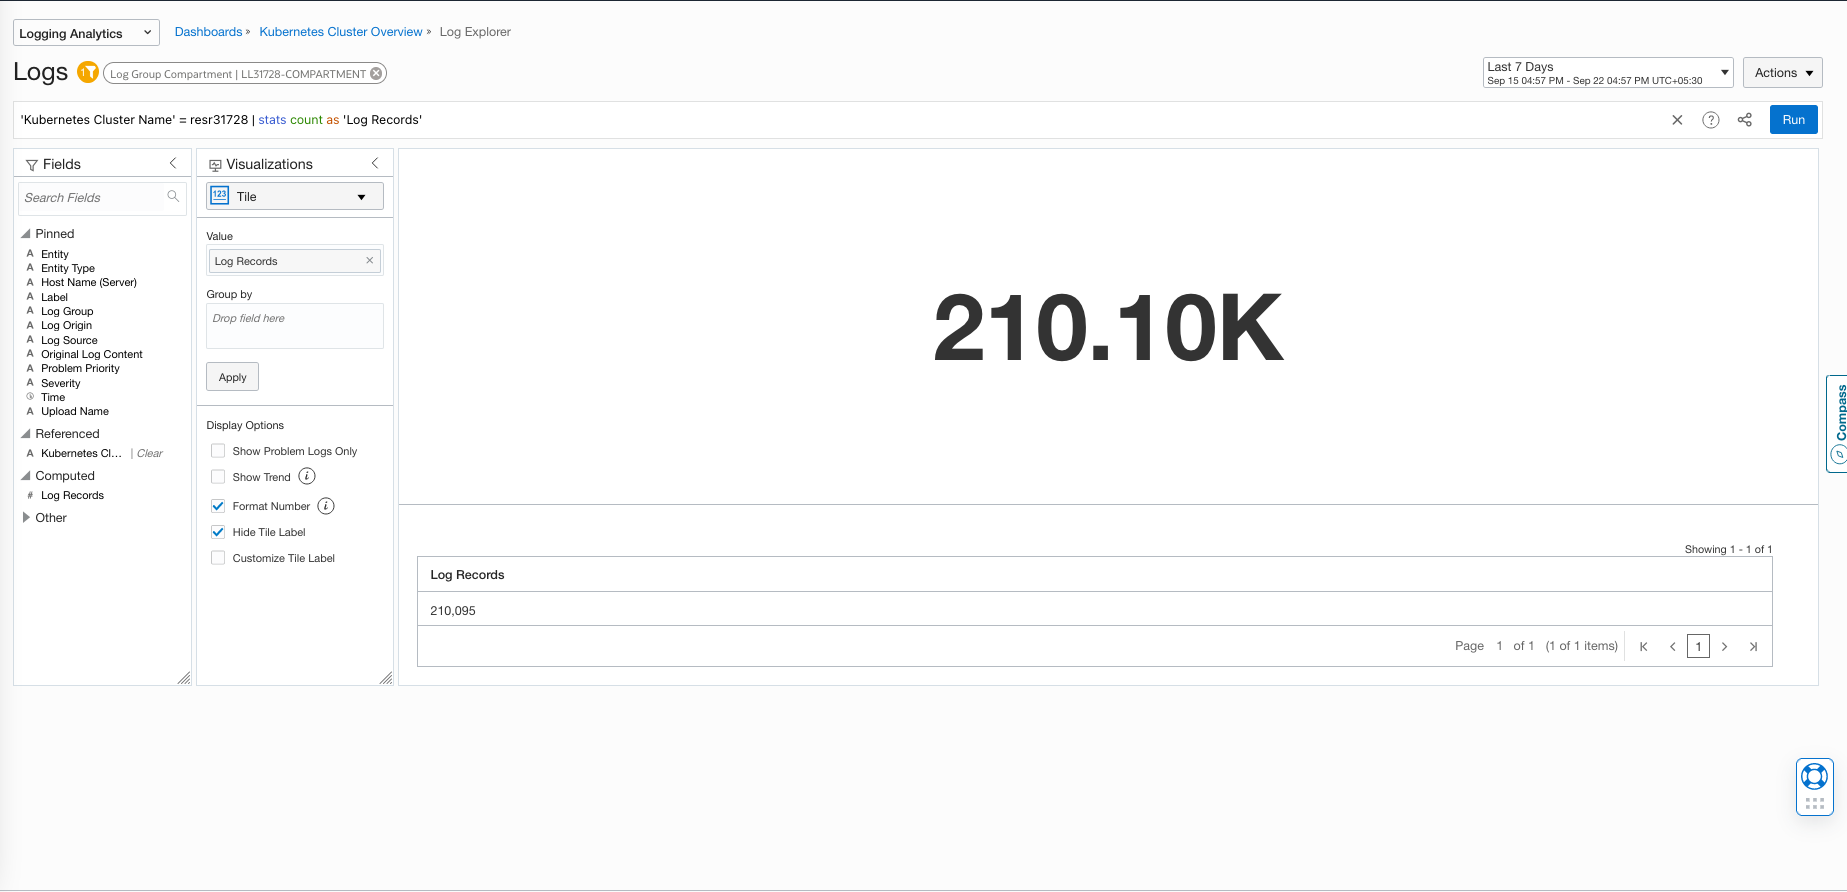 Logging Analytics
Dashboards » Kubernetes Cluster Overview » Log Explorer
Logs
1
Log Group Compartment | LL31728-COMPARTMENT
Last 7 Days
Sep 15 04:57 PM - Sep 22 04:57 PM UTC+05:30
Actions
'Kubernetes Cluster Name' = resr31728 | stats count as 'Log Records'
Run
Fields
Search Fields
Pinned
A Entity
A Entity Type
A Host Name (Server)
A Label
A Log Group
A Log Origin
A Log Source
A Original Log Content
A Problem Priority
A Severity
Time
A Upload Name
Referenced
A Kubernetes Cl... | Clear
Computed
# Log Records
Other
Visualizations
123 Tile
Value
Log Records
Group by
Drop field here
Apply
Display Options
Show Problem Logs Only
Show Trend
Format Number
Hide Tile Label
Customize Tile Label
210.10K
Showing 1 - 1 of 1
Log Records
210,095
Page 1 of 1 (1 of 1 items) 1
Compass